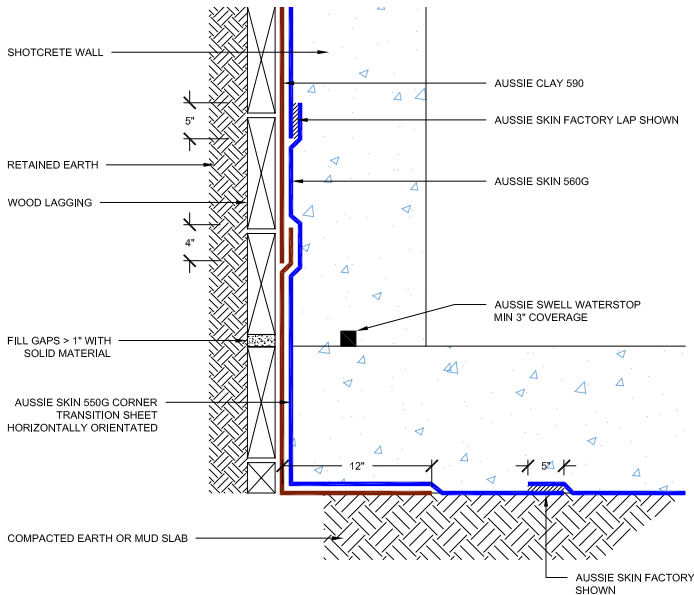 SHOTCRETE WALL
AUSSIE CLAY 590
5"
AUSSIE SKIN FACTORY LAP SHOWN
RETAINED EARTH
AUSSIE SKIN 560G
WOOD LAGGING
4"
AUSSIE SWELL WATERSTOP
MIN 3" COVERAGE
FILL GAPS > 1" WITH
SOLID MATERIAL
AUSSIE SKIN 550G CORNER
TRANSITION SHEET
HORIZONTALLY ORIENTATED
12"
5"
COMPACTED EARTH OR MUD SLAB
AUSSIE SKIN FACTORY
SHOWN